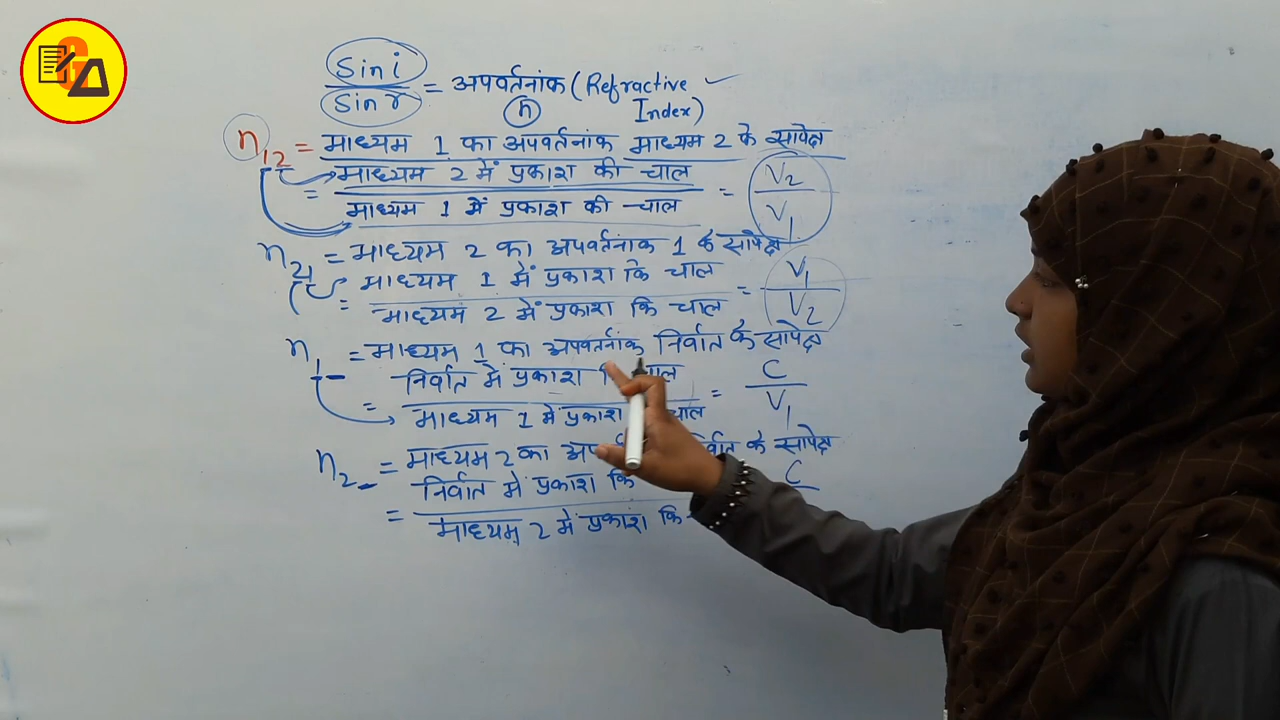 Sin i
Sin r
= अपवर्तनांक (Refractive
n
Index)
n12 = माध्यम 1 का अपवर्तनांक माध्यम 2 के सापेक्ष
= माध्यम 2 में प्रकाश की चाल
माध्यम 1 में प्रकाश की चाल
= V2
V1
n21 = माध्यम 2 का अपवर्तनांक 1 के सापेक्ष
= माध्यम 1 में प्रकाश कि चाल
माध्यम 2 में प्रकाश कि चाल
= V1
V2
n1 = माध्यम 1 का अपवर्तनांक निर्वात के सापेक्ष
= निर्वात में प्रकाश चाल
माध्यम 1 में प्रकाश चाल
= C
V1
n2 = माध्यम 2 का के सापेक्ष
= निर्वात में प्रकाश कि
माध्यम 2 में प्रकाश कि
C